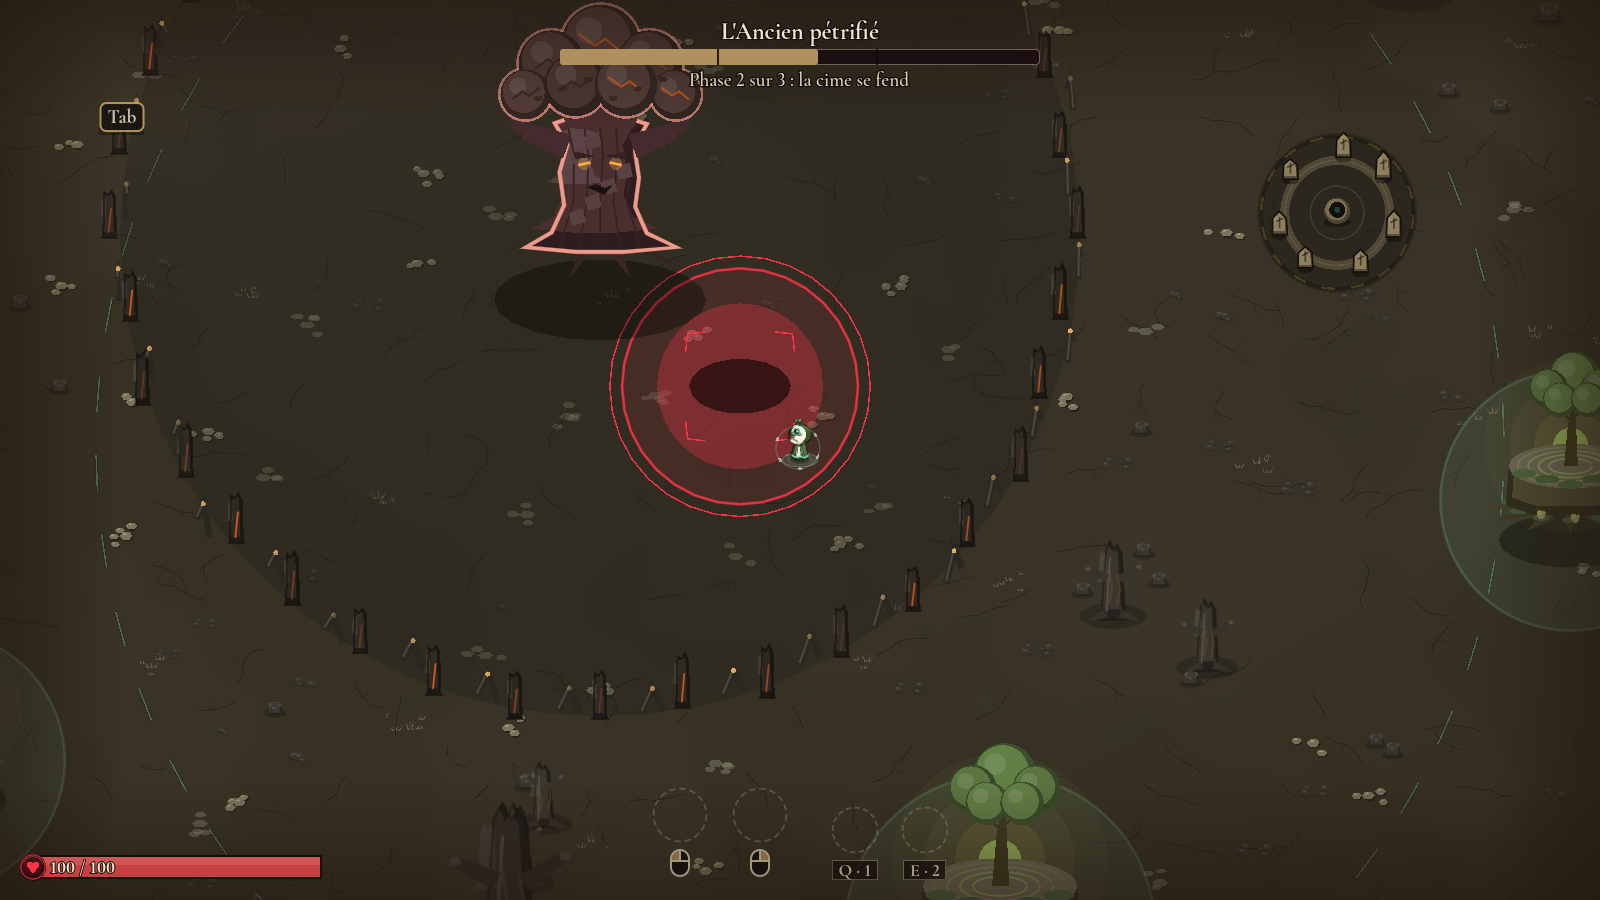 L'Ancien pétrifié
Phase 2 sur 3 : la cime se fend
Tab
100 / 100
Q · 1
E · 2